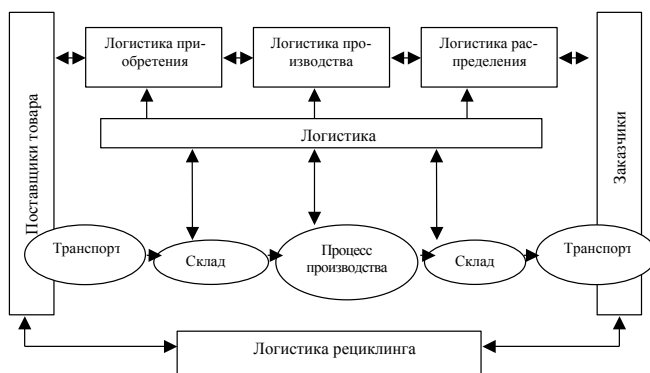 Логистика при-
обретения
Логистика про-
изводства
Логистика рас-
пределения
Поставщики товара
Логистика
Заказчики
Транспорт
Склад
Процесс
производства
Склад
Транспорт
Логистика рециклинга